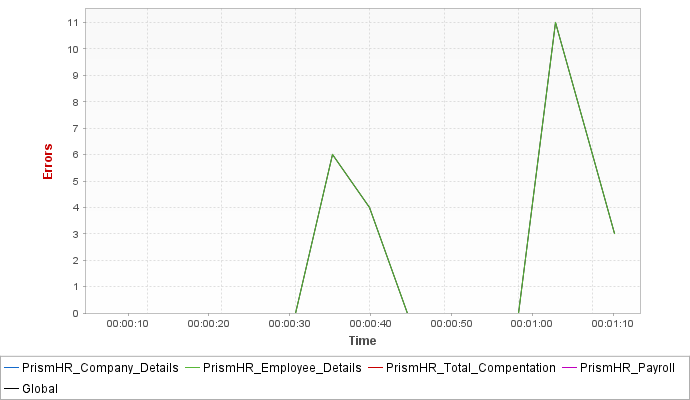 11
10
9
8
7
6
5
4
3
2
1
0
Errors
00:00:10 00:00:20 00:00:30 00:00:40 00:00:50 00:01:00 00:01:10
Time
PrismHR_Company_Details PrismHR_Employee_Details PrismHR_Total_Compentation PrismHR_Payroll
Global